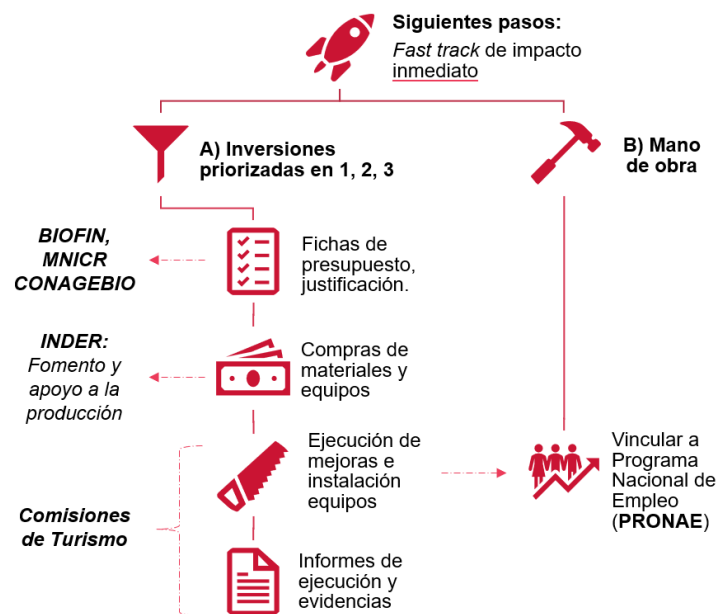 Siguientes pasos:
Fast track de impacto
inmediato
A) Inversiones
priorizadas en 1, 2, 3
B) Mano
de obra
BIOFIN,
MNICR
CONAGEBIO
Fichas de
presupuesto,
justificación.
INDER:
Fomento y
apoyo a la
producción
Compras de
materiales y
equipos
Ejecución de
mejoras e
instalación
equipos
Vincular a
Programa
Nacional de
Empleo
(PRONAE)
Comisiones
de Turismo
Informes de
ejecución y
evidencias